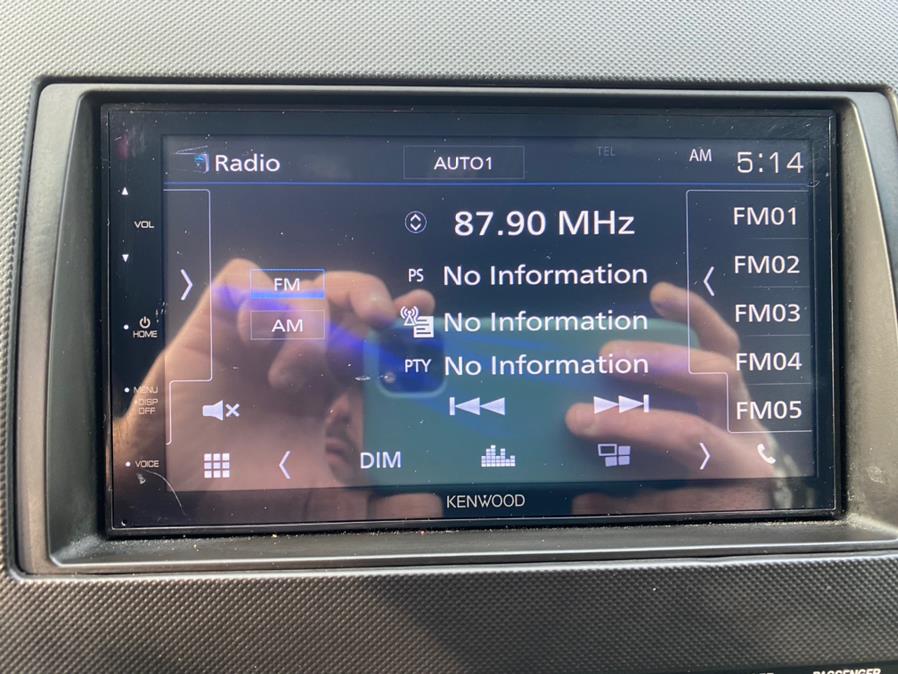 Radio
AUTO1
TEL
AM 5:14
VOL
87.90 MHz
FM01
FM
PS No Information
FM02
AM
No Information
FM03
HOME
PTY No Information
FM04
MENU
•DISP
OFF
FM05
VOICE
DIM
KENWOOD
PASSENGER